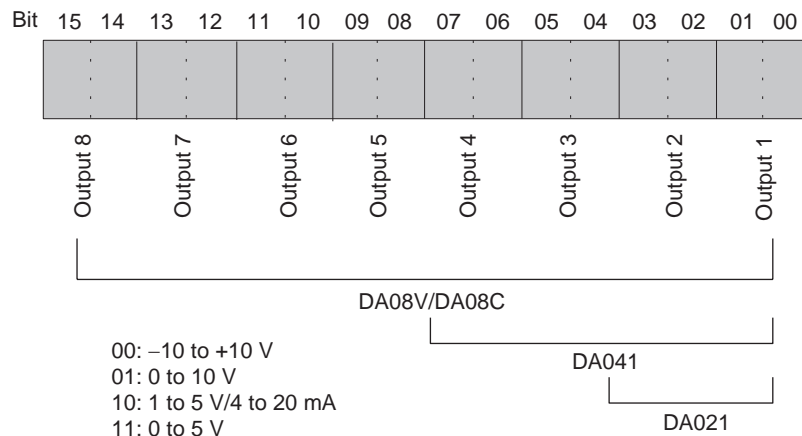 Bit 15 14 13 12 11 10 09 08 07 06 05 04 03 02 01 00
Output 8 Output 7 Output 6 Output 5 Output 4 Output 3 Output 2 Output 1
DA08V/DA08C
00: –10 to +10 V
DA041
01: 0 to 10 V
10: 1 to 5 V/4 to 20 mA
DA021
11: 0 to 5 V